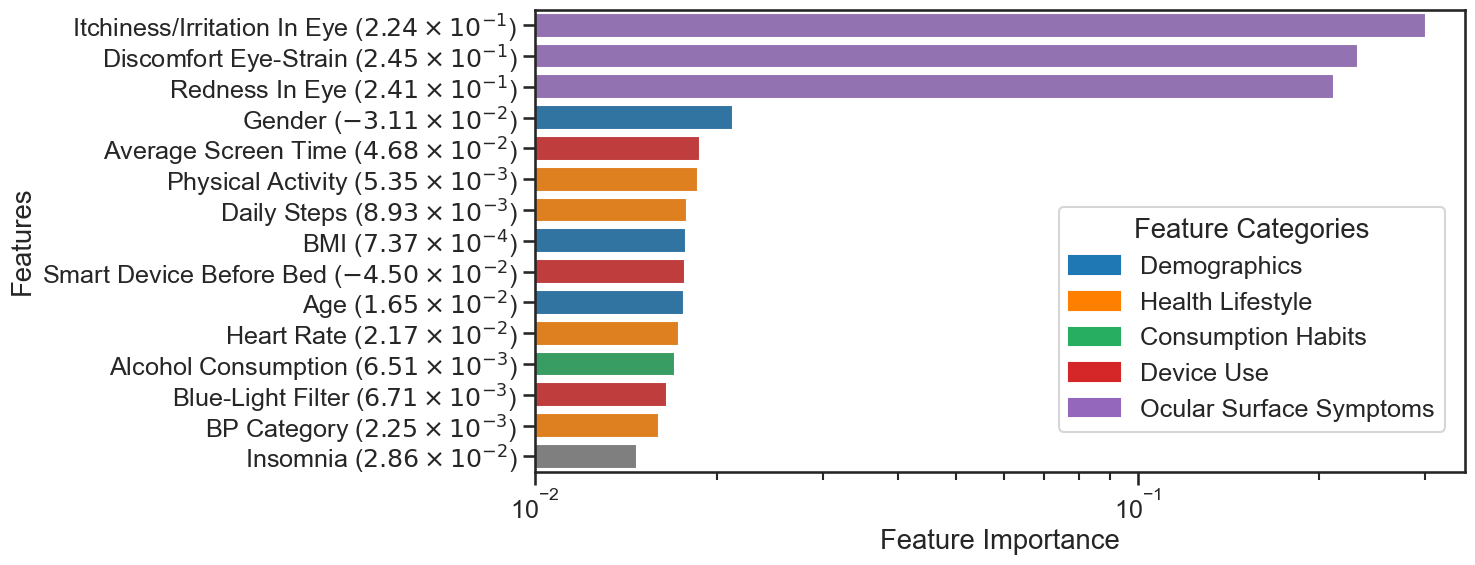 Itchiness/Irritation In Eye (2.24 × 10⁻¹)
Discomfort Eye-Strain (2.45 × 10⁻¹)
Redness In Eye (2.41 × 10⁻¹)
Gender (−3.11 × 10⁻²)
Average Screen Time (4.68 × 10⁻²)
Physical Activity (5.35 × 10⁻³)
Daily Steps (8.93 × 10⁻³)
BMI (7.37 × 10⁻⁴)
Smart Device Before Bed (−4.50 × 10⁻²)
Age (1.65 × 10⁻²)
Heart Rate (2.17 × 10⁻²)
Alcohol Consumption (6.51 × 10⁻³)
Blue-Light Filter (6.71 × 10⁻³)
BP Category (2.25 × 10⁻³)
Insomnia (2.86 × 10⁻²)
Features
Feature Categories
Demographics
Health Lifestyle
Consumption Habits
Device Use
Ocular Surface Symptoms
10⁻² 10⁻¹
Feature Importance